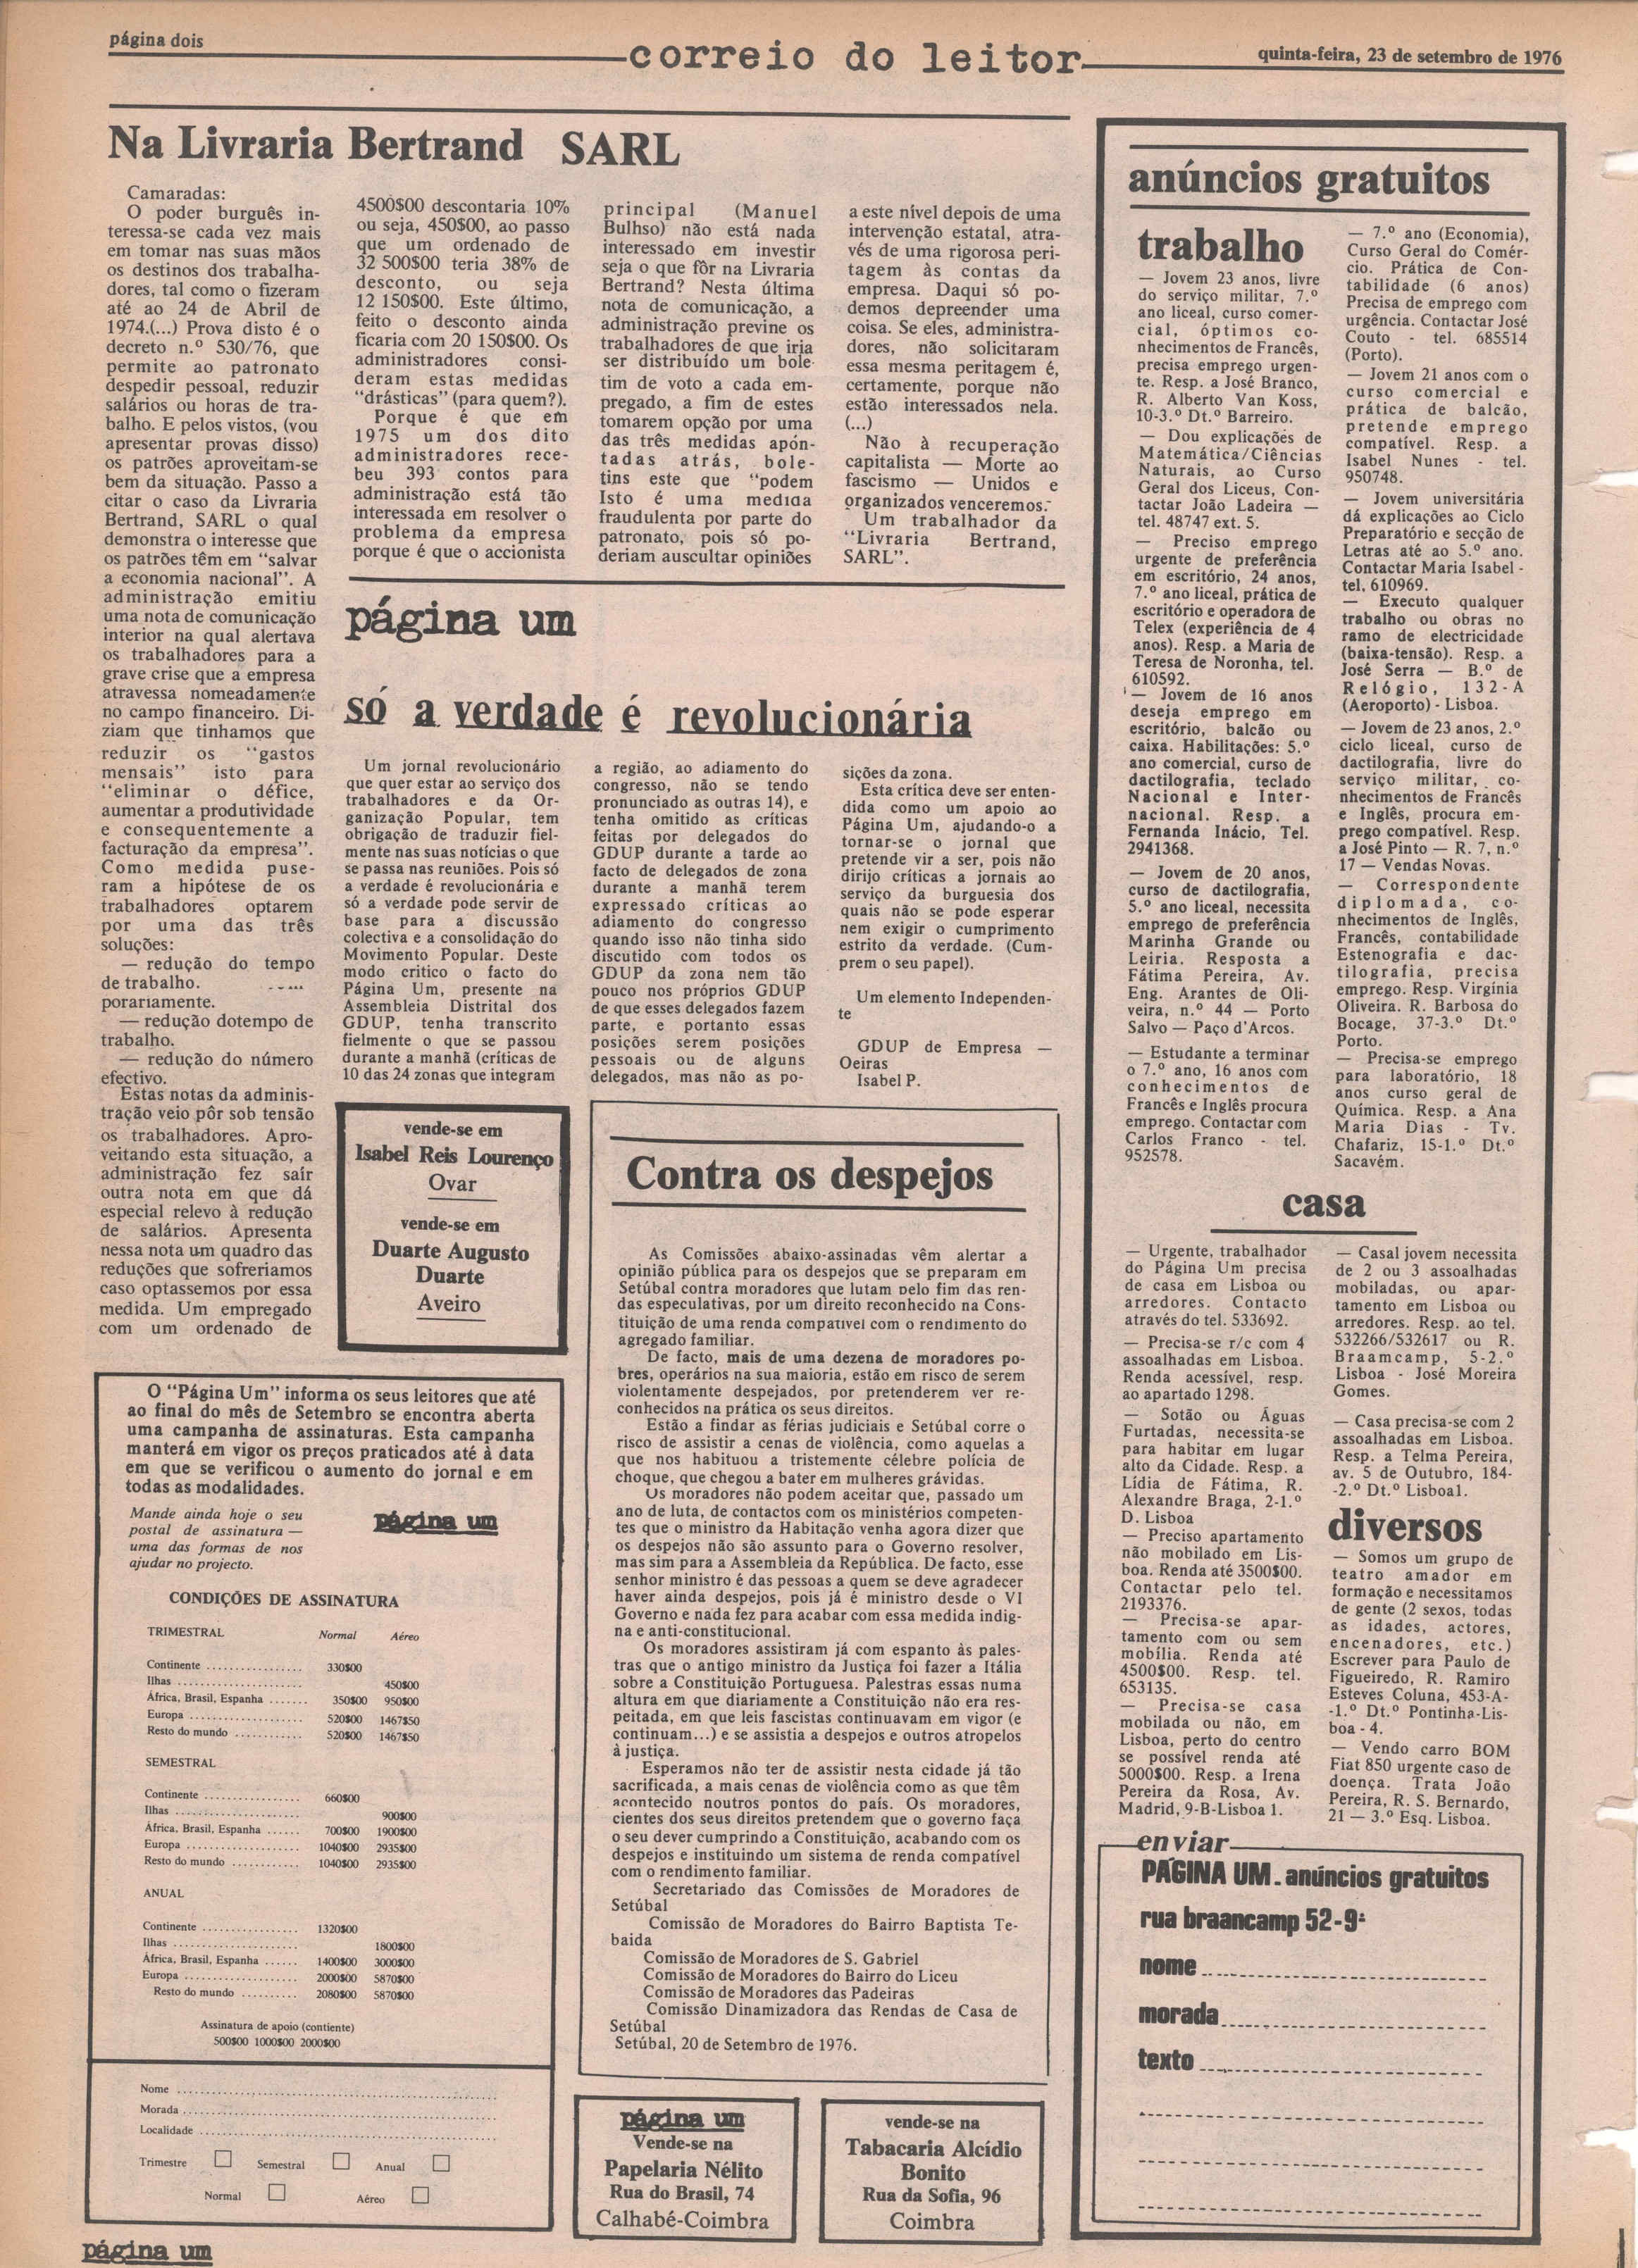 página dois
correio do leitor
quinta-feira, 23 de setembro de 1976
Na Livraria Bertrand SARL
Camaradas:
O poder burguês in-
teressa-se cada vez mais
em tomar nas suas mãos
os destinos dos trabalha-
dores, tal como o fizeram
até ao 24 de Abril de
1974.(...) Prova disto é o
decreto n.º 530/76, que
permite ao patronato
despedir pessoal, reduzir
salários ou horas de tra-
balho. E pelos vistos, (vou
apresentar provas disso)
os patrões aproveitam-se
bem da situação. Passo a
citar o caso da Livraria
Bertrand, SARL o qual
demonstra o interesse que
os patrões têm em “salvar
a economia nacional”. A
administração emitiu
uma nota de comunicação
interior na qual alertava
os trabalhadores para a
grave crise que a empresa
atravessa nomeadamente
no campo financeiro. Di-
ziam que tinhamos que
reduzir os “gastos
mensais” isto para
“eliminar o défice,
aumentar a produtividade
e consequentemente a
facturação da empresa”.
Como medida puse-
ram a hipótese de os
trabalhadores optarem
por uma das três
soluções:
— redução do tempo
de trabalho.
porariamente.
— redução dotempo de
trabalho.
— redução do número
efectivo.
Estas notas da adminis-
tração veio pôr sob tensão
os trabalhadores. Apro-
veitando esta situação, a
administração fez saír
outra nota em que dá
especial relevo à redução
de salários. Apresenta
nessa nota um quadro das
reduções que sofreriamos
caso optassemos por essa
medida. Um empregado
com um ordenado de
4500$00 descontaria 10%
ou seja, 450$00, ao passo
que um ordenado de
32 500$00 teria 38% de
desconto, ou seja
12 150$00. Este último,
feito o desconto ainda
ficaria com 20 150$00. Os
administradores consi-
deram estas medidas
“drásticas” (para quem?).
Porque é que em
1975 um dos dito
administradores rece-
beu 393 contos para
administração está tão
interessada em resolver o
problema da empresa
porque é que o accionista
principal (Manuel
Bulhso) não está nada
interessado em investir
seja o que fôr na Livraria
Bertrand? Nesta última
nota de comunicação, a
administração previne os
trabalhadores de que iria
ser distribuído um bole-
tim de voto a cada em-
pregado, a fim de estes
tomarem opção por uma
das três medidas apón-
tadas atrás, bole-
tins este que “podem
Isto é uma medida
fraudulenta por parte do
patronato, pois só po-
deriam auscultar opiniões
a este nível depois de uma
intervenção estatal, atra-
vés de uma rigorosa peri-
tagem às contas da
empresa. Daqui só po-
demos depreender uma
coisa. Se eles, administra-
dores, não solicitaram
essa mesma peritagem é,
certamente, porque não
estão interessados nela.
(...)
Não à recuperação
capitalista — Morte ao
fascismo — Unidos e
organizados venceremos.
Um trabalhador da
“Livraria Bertrand,
SARL”.
página um
só a verdade é revolucionária
Um jornal revolucionário
que quer estar ao serviço dos
trabalhadores e da Or-
ganização Popular, tem
obrigação de traduzir fiel-
mente nas suas notícias o que
se passa nas reuniões. Pois só
a verdade é revolucionária e
só a verdade pode servir de
base para a discussão
colectiva e a consolidação do
Movimento Popular. Deste
modo critico o facto do
Página Um, presente na
Assembleia Distrital dos
GDUP, tenha transcrito
fielmente o que se passou
durante a manhã (críticas de
10 das 24 zonas que integram
a região, ao adiamento do
congresso, não se tendo
pronunciado as outras 14), e
tenha omitido as críticas
feitas por delegados do
GDUP durante a tarde ao
facto de delegados de zona
durante a manhã terem
expressado críticas ao
adiamento do congresso
quando isso não tinha sido
discutido com todos os
GDUP da zona nem tão
pouco nos próprios GDUP
de que esses delegados fazem
parte, e portanto essas
posições serem posições
pessoais ou de alguns
delegados, mas não as po-
sições da zona.
Esta crítica deve ser enten-
dida como um apoio ao
Página Um, ajudando-o a
tornar-se o jornal que
pretende vir a ser, pois não
dirijo críticas a jornais ao
serviço da burguesia dos
quais não se pode esperar
nem exigir o cumprimento
estrito da verdade. (Cum-
prem o seu papel).
Um elemento Independen-
te
GDUP de Empresa —
Oeiras
Isabel P.
vende-se em
Isabel Reis Lourenço
Ovar
vende-se em
Duarte Augusto
Duarte
Aveiro
Contra os despejos
As Comissões abaixo-assinadas vêm alertar a
opinião pública para os despejos que se preparam em
Setúbal contra moradores que lutam pelo fim das ren-
das especulativas, por um direito reconhecido na Cons-
tituição de uma renda compativel com o rendimento do
agregado familiar.
De facto, mais de uma dezena de moradores po-
bres, operários na sua maioria, estão em risco de serem
violentamente despejados, por pretenderem ver re-
conhecidos na prática os seus direitos.
Estão a findar as férias judiciais e Setúbal corre o
risco de assistir a cenas de violência, como aquelas a
que nos habituou a tristemente célebre polícia de
choque, que chegou a bater em mulheres grávidas.
Os moradores não podem aceitar que, passado um
ano de luta, de contactos com os ministérios competen-
tes que o ministro da Habitação venha agora dizer que
os despejos não são assunto para o Governo resolver,
mas sim para a Assembleia da República. De facto, esse
senhor ministro é das pessoas a quem se deve agradecer
haver ainda despejos, pois já é ministro desde o VI
Governo e nada fez para acabar com essa medida indig-
na e anti-constitucional.
Os moradores assistiram já com espanto às pales-
tras que o antigo ministro da Justiça foi fazer a Itália
sobre a Constituição Portuguesa. Palestras essas numa
altura em que diariamente a Constituição não era res-
peitada, em que leis fascistas continuavam em vigor (e
continuam...) e se assistia a despejos e outros atropelos
à justiça.
Esperamos não ter de assistir nesta cidade já tão
sacrificada, a mais cenas de violência como as que têm
acontecido noutros pontos do país. Os moradores,
cientes dos seus direitos pretendem que o governo faça
o seu dever cumprindo a Constituição, acabando com os
despejos e instituindo um sistema de renda compatível
com o rendimento familiar.
Secretariado das Comissões de Moradores de
Setúbal
Comissão de Moradores do Bairro Baptista Te-
baida
Comissão de Moradores de S. Gabriel
Comissão de Moradores do Bairro do Liceu
Comissão de Moradores das Padeiras
Comissão Dinamizadora das Rendas de Casa de
Setúbal
Setúbal, 20 de Setembro de 1976.
O “Página Um” informa os seus leitores que até
ao final do mês de Setembro se encontra aberta
uma campanha de assinaturas. Esta campanha
manterá em vigor os preços praticados até à data
em que se verificou o aumento do jornal e em
todas as modalidades.
Mande ainda hoje o seu
postal de assinatura —
uma das formas de nos
ajudar no projecto.
página um
CONDIÇÕES DE ASSINATURA
TRIMESTRAL Normal Aéreo
Continente ................ 330$00
Ilhas ..................... 450$00
África, Brasil, Espanha ....... 350$00 950$00
Europa ................... 520$00 1467$50
Resto do mundo ........... 520$00 1467$50
SEMESTRAL
Continente ................ 660$00
Ilhas ..................... 900$00
África, Brasil, Espanha ...... 700$00 1900$00
Europa ................... 1040$00 2935$00
Resto do mundo ............ 1040$00 2935$00
ANUAL
Continente ................ 1320$00
Ilhas ..................... 1800$00
África, Brasil, Espanha ...... 1400$00 3000$00
Europa ................... 2000$00 5870$00
Resto do mundo .......... 2080$00 5870$00
Assinatura de apoio (contiente)
500$00 1000$00 2000$00
Nome
Morada
Localidade
Trimestre Semestral Anual
Normal Aéreo
página um
Vende-se na
Papelaria Nélito
Rua do Brasil, 74
Calhabé-Coimbra
vende-se na
Tabacaria Alcídio
Bonito
Rua da Sofia, 96
Coimbra
anúncios gratuitos
trabalho
— Jovem 23 anos, livre
do serviço militar, 7.º
ano liceal, curso comer-
cial, óptimos co-
nhecimentos de Francês,
precisa emprego urgen-
te. Resp. a José Branco,
R. Alberto Van Koss,
10-3.º Dt.º Barreiro.
— Dou explicações de
Matemática/Ciências
Naturais, ao Curso
Geral dos Liceus, Con-
tactar João Ladeira —
tel. 48747 ext. 5.
— Preciso emprego
urgente de preferência
em escritório, 24 anos,
7.º ano liceal, prática de
escritório e operadora de
Telex (experiência de 4
anos). Resp. a Maria de
Teresa de Noronha, tel.
610592.
— Jovem de 16 anos
deseja emprego em
escritório, balcão ou
caixa. Habilitações: 5.º
ano comercial, curso de
dactilografia, teclado
Nacional e Inter-
nacional. Resp. a
Fernanda Inácio, Tel.
2941368.
— Jovem de 20 anos,
curso de dactilografia,
5.º ano liceal, necessita
emprego de preferência
Marinha Grande ou
Leiria. Resposta a
Fátima Pereira, Av.
Eng. Arantes de Oli-
veira, n.º 44 — Porto
Salvo — Paço d'Arcos.
— Estudante a terminar
o 7.º ano, 16 anos com
conhecimentos de
Francês e Inglês procura
emprego. Contactar com
Carlos Franco - tel.
952578.
— 7.º ano (Economia),
Curso Geral do Comér-
cio. Prática de Con-
tabilidade (6 anos)
Precisa de emprego com
urgência. Contactar José
Couto - tel. 685514
(Porto).
— Jovem 21 anos com o
curso comercial e
prática de balcão,
pretende emprego
compatível. Resp. a
Isabel Nunes - tel.
950748.
— Jovem universitária
dá explicações ao Ciclo
Preparatório e secção de
Letras até ao 5.º ano.
Contactar Maria Isabel -
tel. 610969.
— Executo qualquer
trabalho ou obras no
ramo de electricidade
(baixa-tensão). Resp. a
José Serra — B.º de
Relógio, 132-A
(Aeroporto) - Lisboa.
— Jovem de 23 anos, 2.º
ciclo liceal, curso de
dactilografia, livre do
serviço militar, co-
nhecimentos de Francês
e Inglês, procura em-
prego compatível. Resp.
a José Pinto — R. 7, n.º
17 — Vendas Novas.
— Correspondente
diplomada, co-
nhecimentos de Inglês,
Francês, contabilidade
Estenografia e dac-
tilografia, precisa
emprego. Resp. Virgínia
Oliveira. R. Barbosa do
Bocage, 37-3.º Dt.º
Porto.
— Precisa-se emprego
para laboratório, 18
anos curso geral de
Química. Resp. a Ana
Maria Dias - Tv.
Chafariz, 15-1.º Dt.º
Sacavém.
casa
— Urgente, trabalhador
do Página Um precisa
de casa em Lisboa ou
arredores. Contacto
através do tel. 533692.
— Precisa-se r/c com 4
assoalhadas em Lisboa.
Renda acessível, resp.
ao apartado 1298.
— Sotão ou Águas
Furtadas, necessita-se
para habitar em lugar
alto da Cidade. Resp. a
Lídia de Fátima, R.
Alexandre Braga, 2-1.º
D. Lisboa
— Preciso apartamento
não mobilado em Lis-
boa. Renda até 3500$00.
Contactar pelo tel.
2193376.
— Precisa-se apar-
tamento com ou sem
mobília. Renda até
4500$00. Resp. tel.
653135.
— Precisa-se casa
mobilada ou não, em
Lisboa, perto do centro
se possível renda até
5000$00. Resp. a Irena
Pereira da Rosa, Av.
Madrid, 9-B-Lisboa 1.
— Casal jovem necessita
de 2 ou 3 assoalhadas
mobiladas, ou apar-
tamento em Lisboa ou
arredores. Resp. ao tel.
532266/532617 ou R.
Braamcamp, 5-2.º
Lisboa - José Moreira
Gomes.
— Casa precisa-se com 2
assoalhadas em Lisboa.
Resp. a Telma Pereira,
av. 5 de Outubro, 184-
-2.º Dt.º Lisboa1.
diversos
— Somos um grupo de
teatro amador em
formação e necessitamos
de gente (2 sexos, todas
as idades, actores,
encenadores, etc.)
Escrever para Paulo de
Figueiredo, R. Ramiro
Esteves Coluna, 453-A-
-1.º Dt.º Pontinha-Lis-
boa - 4.
— Vendo carro BOM
Fiat 850 urgente caso de
doença. Trata João
Pereira, R. S. Bernardo,
21 — 3.º Esq. Lisboa.
enviar
PÁGINA UM - anúncios gratuitos
rua braancamp 52-9º
nome
morada
texto
página um